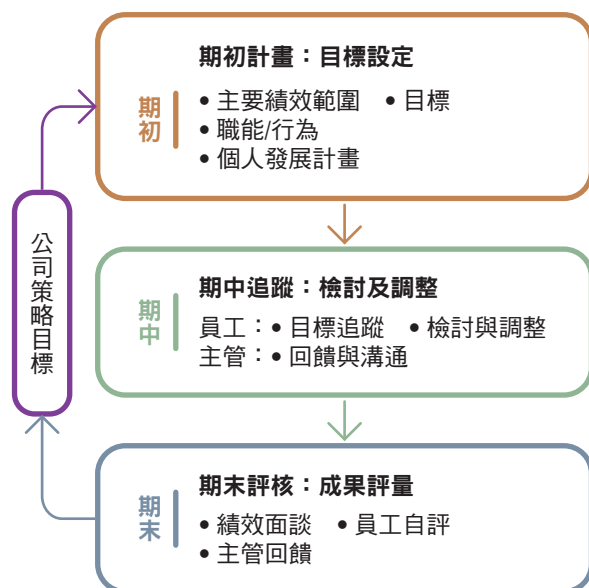 期初計畫：目標設定
期初
• 主要績效範圍 • 目標
• 職能/行為
• 個人發展計畫
公司策略目標
期中追蹤：檢討及調整
期中
員工：• 目標追蹤 • 檢討與調整
主管：• 回饋與溝通
期末評核：成果評量
期末
• 績效面談 • 員工自評
• 主管回饋